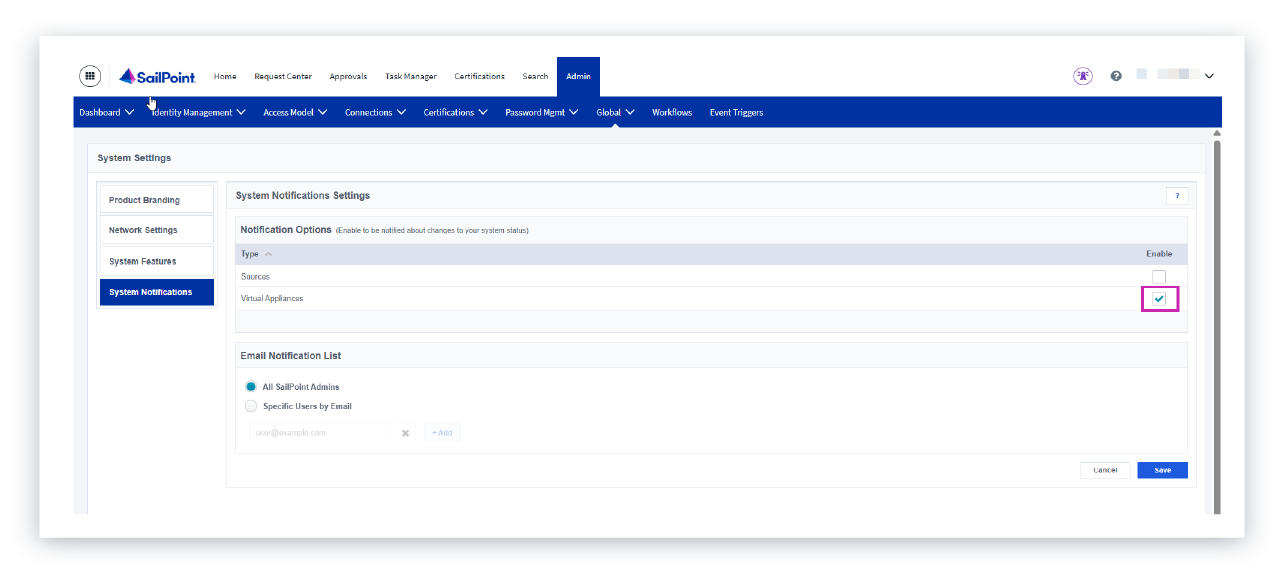 SailPoint Home Request Center Approvals Task Manager Certifications Search Admin
Dashboard Identity Management Access Model Connections Certifications Password Mgmt Global Workflows Event Triggers
System Settings
Product Branding
Network Settings
System Features
System Notifications
System Notifications Settings ?
Notification Options (Enable to be notified about changes to your system status)
Type Enable
Sources
Virtual Appliances
Email Notification List
All SailPoint Admins
Specific Users by Email
user@example.com + Add
Cancel Save